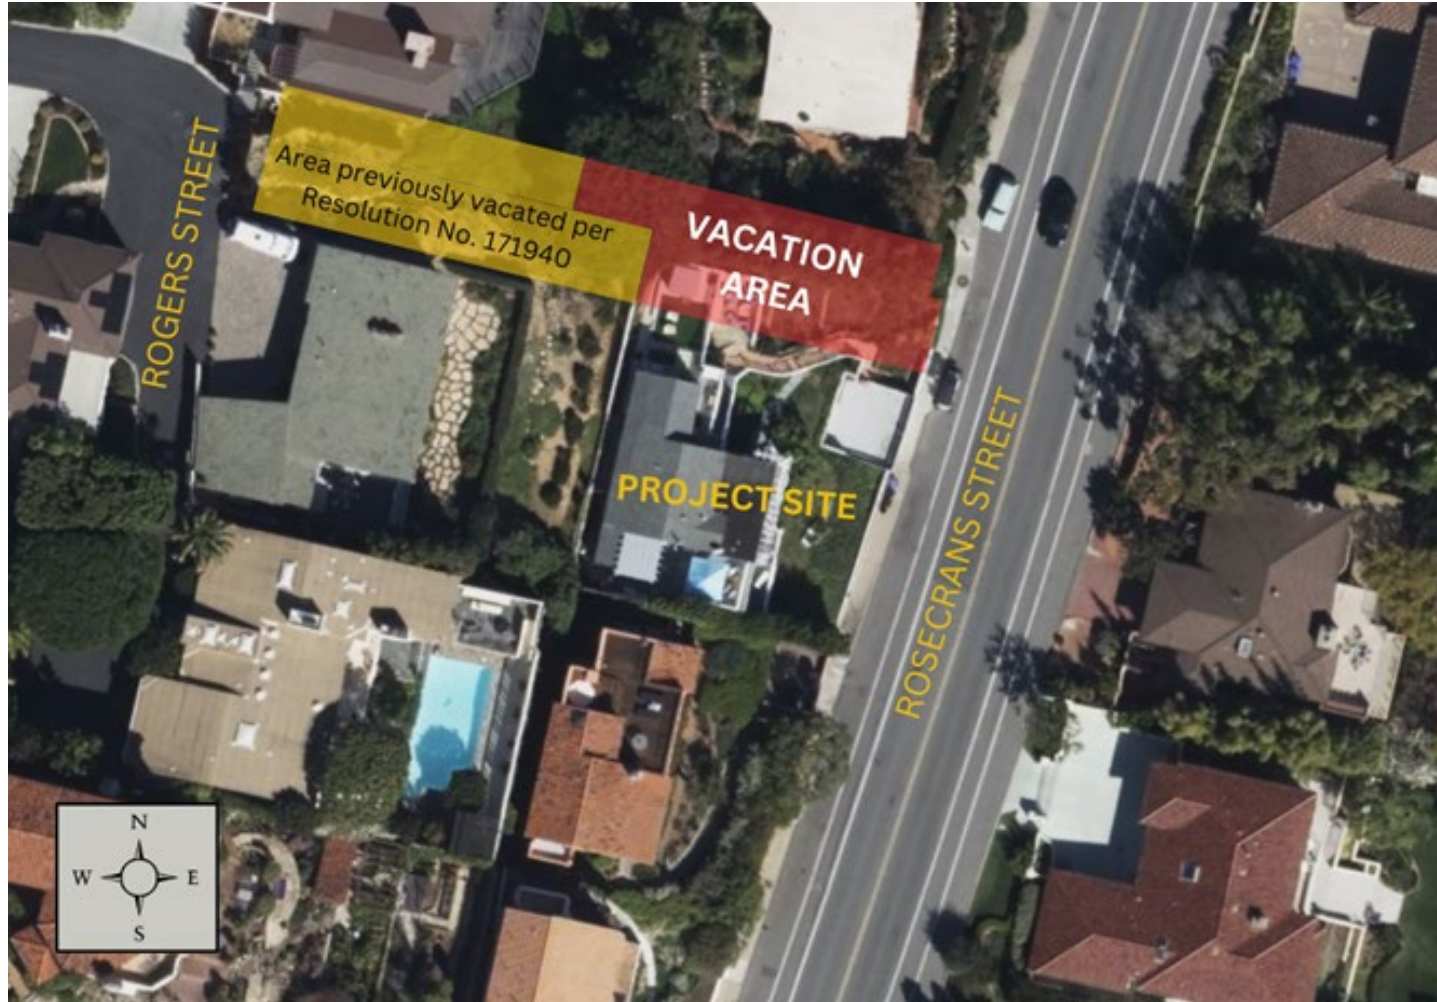 Area previously vacated per
Resolution No. 171940
VACATION
AREA
ROGERS STREET
PROJECT SITE
ROSECRANS STREET
N
W E
S